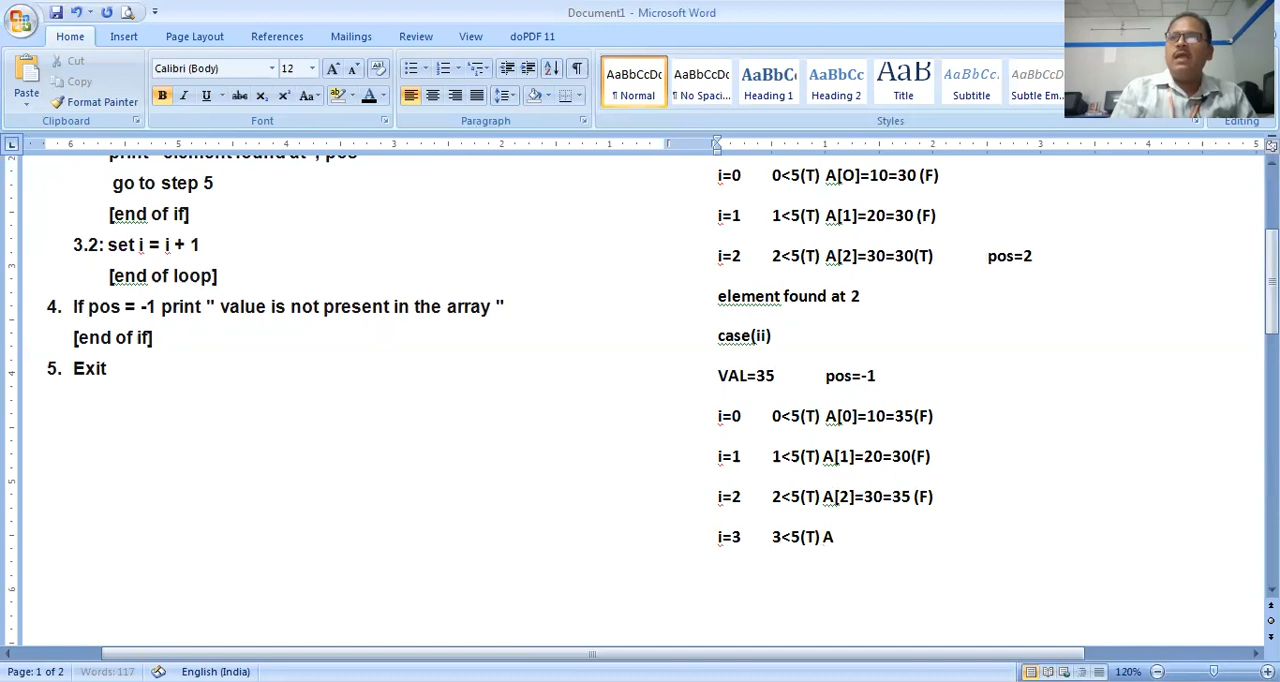 Document1 - Microsoft Word
Home Insert Page Layout References Mailings Review View doPDF 11
Paste
Cut
Copy
Format Painter
Clipboard
Calibri (Body) 12
Font
Paragraph
AaBbCcDc AaBbCcDc AaBbC AaBbCc AaB AaBbCc. AaBbCcDa
¶ Normal ¶ No Spaci... Heading 1 Heading 2 Title Subtitle Subtle Em...
Styles
Editing
go to step 5
[end of if]
3.2: set i = i + 1
[end of loop]
4. If pos = -1 print " value is not present in the array "
[end of if]
5. Exit
i=0 0<5(T) A[O]=10=30 (F)
i=1 1<5(T) A[1]=20=30 (F)
i=2 2<5(T) A[2]=30=30(T) pos=2
element found at 2
case(ii)
VAL=35 pos=-1
i=0 0<5(T) A[0]=10=35(F)
i=1 1<5(T) A[1]=20=30(F)
i=2 2<5(T) A[2]=30=35 (F)
i=3 3<5(T) A
Page: 1 of 2 Words: 117 English (India) 120%